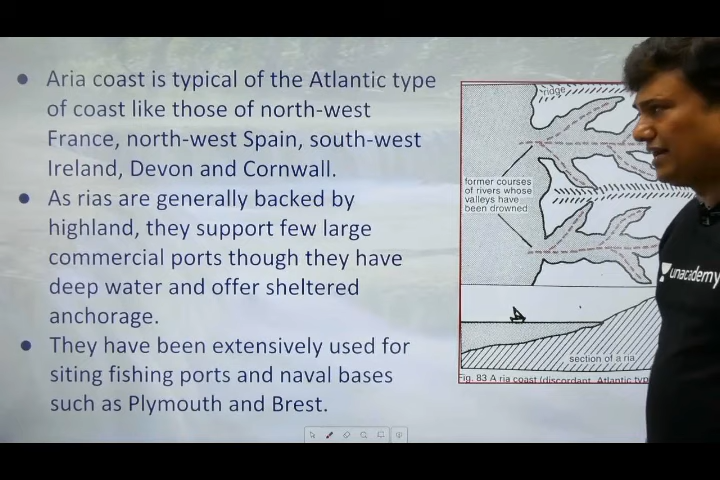 Aria coast is typical of the Atlantic type
of coast like those of north-west
France, north-west Spain, south-west
Ireland, Devon and Cornwall.
As rias are generally backed by
highland, they support few large
commercial ports though they have
deep water and offer sheltered
anchorage.
They have been extensively used for
siting fishing ports and naval bases
such as Plymouth and Brest.
ridge
former courses
of rivers whose
valleys have
been drowned
section of a ria
Fig. 83 A ria coast (discordant, Atlantic typ
unacademy